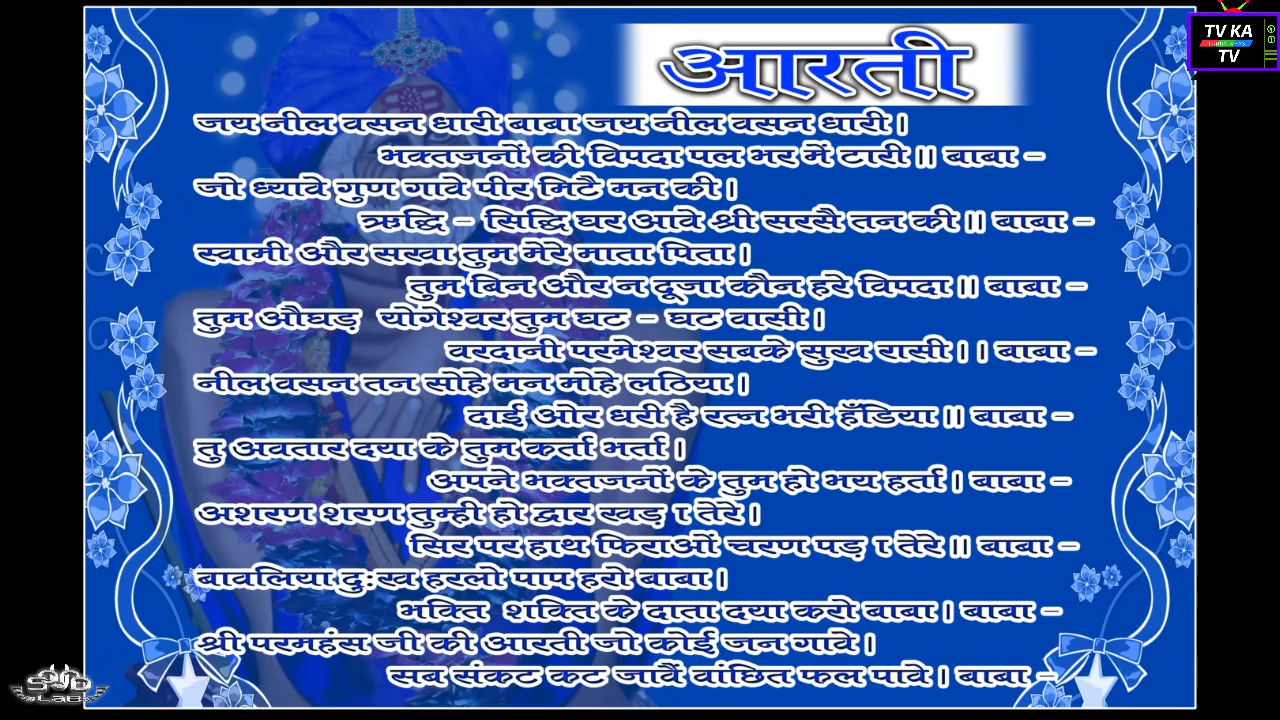 TV KA
TV
आरती
जय नील वसन धारी बाबा जय नील वसन धारी।
भक्तजनों की विपदा पल भर में टारी।। बाबा –
जो ध्यावे गुण गावे पीर मिटै मन की।
ऋद्धि – सिद्धि घर आवे श्री सरसै तन की।। बाबा –
स्वामी और सखा तुम मेरे माता पिता।
तुम बिन और न दूजा कौन हरे विपदा।। बाबा –
तुम औघड़ योगेश्वर तुम घट – घट वासी।
वरदानी परमेश्वर सबके सुख रासी।। बाबा –
नील वसन तन सोहे मन मोहे लठिया।
दाई ओर धरी है रत्न भरी हँडिया।। बाबा –
तु अवतार दया के तुम कर्ता भर्ता।
अपने भक्तजनों के तुम हो भय हर्ता। बाबा –
अशरण शरण तुम्ही हो द्वार खड़ ा तेरे।
सिर पर हाथ फिराओं चरण पड़ ा तेरे।। बाबा –
बावलिया दुःख हरलो पाप हरो बाबा।
भक्ति शक्ति के दाता दया करो बाबा। बाबा –
श्री परमहंस जी की आरती जो कोई जन गावे।
सब संकट कट जावैं वांछित फल पावे। बाबा –